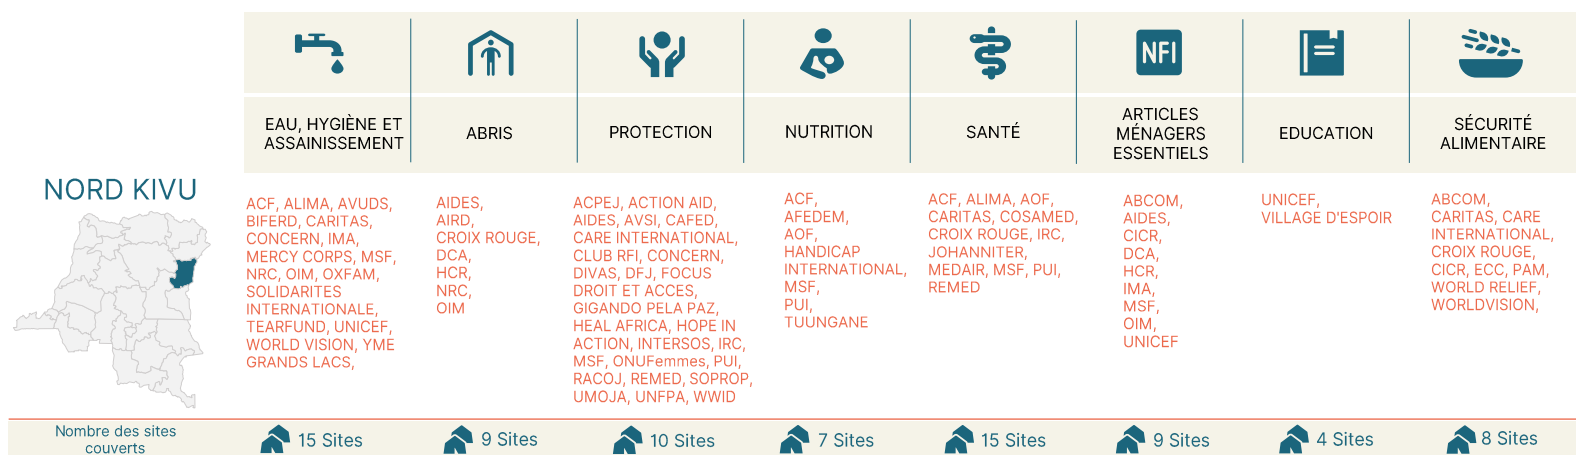 NFI
EAU, HYGIÈNE ET
ASSAINISSEMENT
ABRIS
PROTECTION
NUTRITION
SANTÉ
ARTICLES
MÉNAGERS
ESSENTIELS
EDUCATION
SÉCURITÉ
ALIMENTAIRE
NORD KIVU
ACF, ALIMA, AVUDS,
BIFERD, CARITAS,
CONCERN, IMA,
MERCY CORPS, MSF,
NRC, OIM, OXFAM,
SOLIDARITES
INTERNATIONALE,
TEARFUND, UNICEF,
WORLD VISION, YME
GRANDS LACS,
AIDES,
AIRD,
CROIX ROUGE,
DCA,
HCR,
NRC,
OIM
ACPEJ, ACTION AID,
AIDES, AVSI, CAFED,
CARE INTERNATIONAL,
CLUB RFI, CONCERN,
DIVAS, DFJ, FOCUS
DROIT ET ACCES,
GIGANDO PELA PAZ,
HEAL AFRICA, HOPE IN
ACTION, INTERSOS, IRC,
MSF, ONUFemmes, PUI,
RACOJ, REMED, SOPROP,
UMOJA, UNFPA, WWID
ACF,
AFEDEM,
AOF,
HANDICAP
INTERNATIONAL,
MSF,
PUI,
TUUNGANE
ACF, ALIMA, AOF,
CARITAS, COSAMED,
CROIX ROUGE, IRC,
JOHANNITER,
MEDAIR, MSF, PUI,
REMED
ABCOM,
AIDES,
CICR,
DCA,
HCR,
IMA,
MSF,
OIM,
UNICEF
UNICEF,
VILLAGE D'ESPOIR
ABCOM,
CARITAS, CARE
INTERNATIONAL,
CROIX ROUGE,
CICR, ECC, PAM,
WORLD RELIEF,
WORLDVISION,
Nombre des sites
couverts
15 Sites
9 Sites
10 Sites
7 Sites
15 Sites
9 Sites
4 Sites
8 Sites